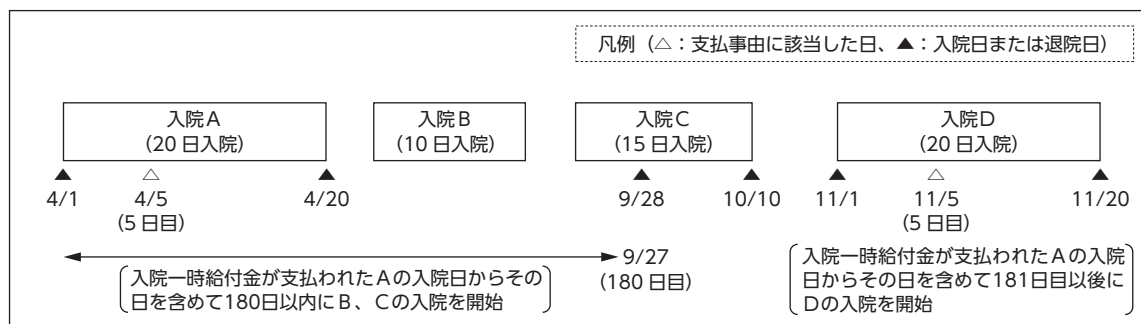 凡例(△:支払事由に該当した日、▲:入院日または退院日)
入院A
(20日入院)
入院B
(10日入院)
入院C
(15日入院)
入院D
(20日入院)
▲
4/1
△
4/5
(5日目)
▲
4/20
▲
9/28
▲
10/10
▲
11/1
△
11/5
(5日目)
▲
11/20
9/27
(180日目)
入院一時給付金が支払われたAの入院日からその
日を含めて180日以内にB、Cの入院を開始
入院一時給付金が支払われたAの入院
日からその日を含めて181日目以後に
Dの入院を開始